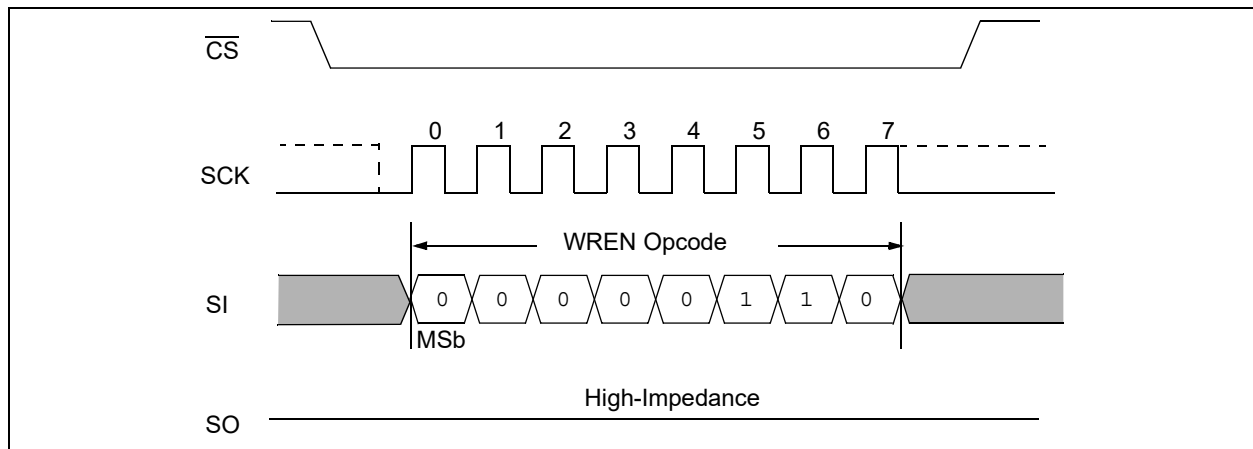 CS
0 1 2 3 4 5 6 7
SCK
WREN Opcode
SI
0 0 0 0 0 1 1 0
MSb
High-Impedance
SO